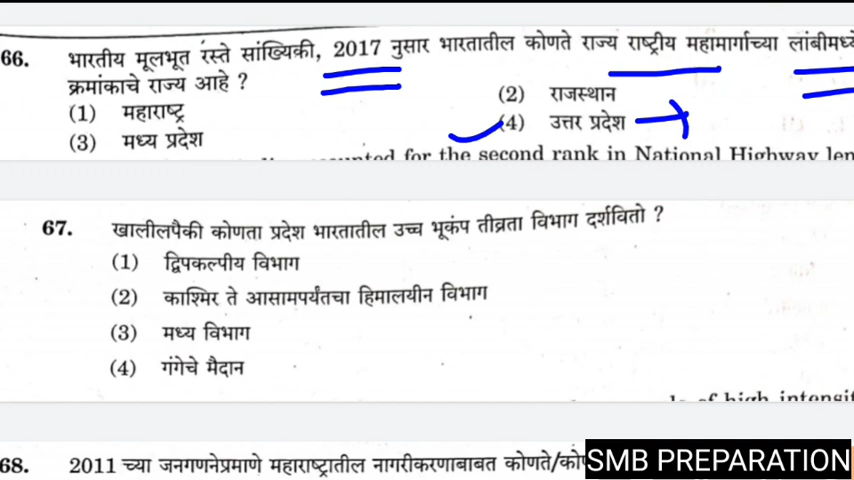 66. भारतीय मूलभूत रस्ते सांख्यिकी, 2017 नुसार भारतातील कोणते राज्य राष्ट्रीय महामार्गाच्या लांबीमध्ये
क्रमांकाचे राज्य आहे ?
(1) महाराष्ट्र (2) राजस्थान
(3) मध्य प्रदेश (4) उत्तर प्रदेश
for the second rank in National Highway len
67. खालीलपैकी कोणता प्रदेश भारतातील उच्च भूकंप तीव्रता विभाग दर्शवितो ?
(1) द्विपकल्पीय विभाग
(2) काश्मिर ते आसामपर्यंतचा हिमालयीन विभाग
(3) मध्य विभाग
(4) गंगेचे मैदान
of high intensit
68. 2011 च्या जनगणनेप्रमाणे महाराष्ट्रातील नागरीकरणाबाबत कोणते/को
SMB PREPARATION